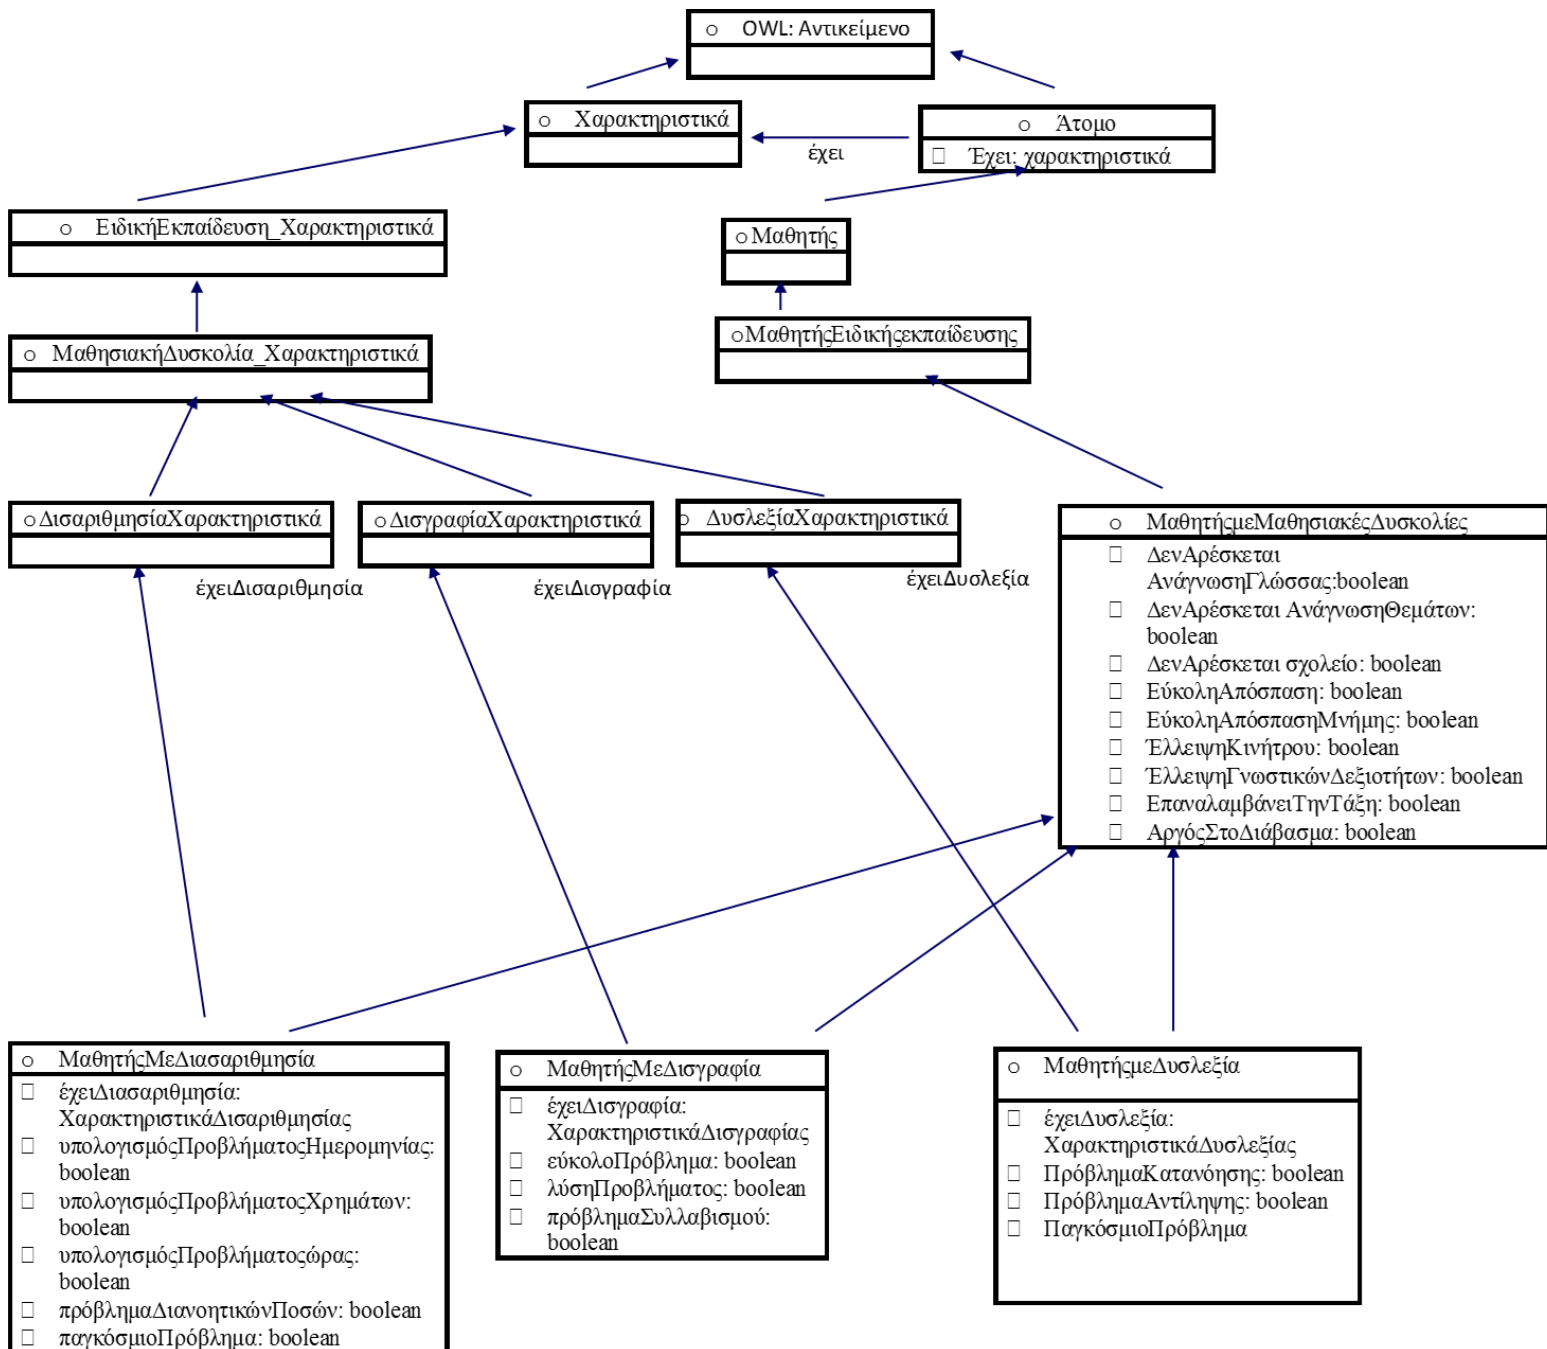 OWL: Αντικείμενο
Χαρακτηριστικά
Άτομο
Έχει: χαρακτηριστικά
έχει
ΕιδικήΕκπαίδευση_Χαρακτηριστικά
Μαθητής
ΜαθησιακήΔυσκολία_Χαρακτηριστικά
ΜαθητήςΕιδικήςεκπαίδευσης
ΔισαριθμησίαΧαρακτηριστικά
ΔισγραφίαΧαρακτηριστικά
ΔυσλεξίαΧαρακτηριστικά
έχειΔισαριθμησία
έχειΔισγραφία
έχειΔυσλεξία
ΜαθητήςμεΜαθησιακέςΔυσκολίες
ΔενΑρέσκεται
ΑνάγνωσηΓλώσσας:boolean
ΔενΑρέσκεται ΑνάγνωσηΘεμάτων:
boolean
ΔενΑρέσκεται σχολείο: boolean
ΕύκοληΑπόσπαση: boolean
ΕύκοληΑπόσπασηΜνήμης: boolean
ΈλλειψηΚινήτρου: boolean
ΈλλειψηΓνωστικώνΔεξιοτήτων: boolean
ΕπαναλαμβάνειΤηνΤάξη: boolean
ΑργόςΣτοΔιάβασμα: boolean
ΜαθητήςΜεΔιασαριθμησία
έχειΔιασαριθμησία:
ΧαρακτηριστικάΔισαριθμησίας
υπολογισμόςΠροβλήματοςΗμερομηνίας:
boolean
υπολογισμόςΠροβλήματοςΧρημάτων:
boolean
υπολογισμόςΠροβλήματοςώρας:
boolean
πρόβλημαΔιανοητικώνΠοσών: boolean
παγκόσμιοΠρόβλημα: boolean
ΜαθητήςΜεΔισγραφία
έχειΔισγραφία:
ΧαρακτηριστικάΔισγραφίας
εύκολοΠρόβλημα: boolean
λύσηΠροβλήματος: boolean
πρόβλημαΣυλλαβισμού:
boolean
ΜαθητήςμεΔυσλεξία
έχειΔυσλεξία:
ΧαρακτηριστικάΔυσλεξίας
ΠρόβλημαΚατανόησης: boolean
ΠρόβλημαΑντίληψης: boolean
ΠαγκόσμιοΠρόβλημα